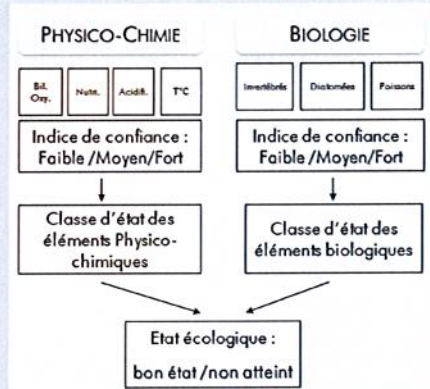 PHYSICO-CHIMIE
BIOLOGIE
Bil.
Oxy.
Nutri.
Acidifi.
T°C
Invertébrés
Diatomées
Poissons
Indice de confiance :
Faible/Moyen/Fort
Indice de confiance :
Faible/Moyen/Fort
Classe d'état des
éléments Physico-
chimiques
Classe d'état des
éléments biologiques
Etat écologique :
bon état/non atteint